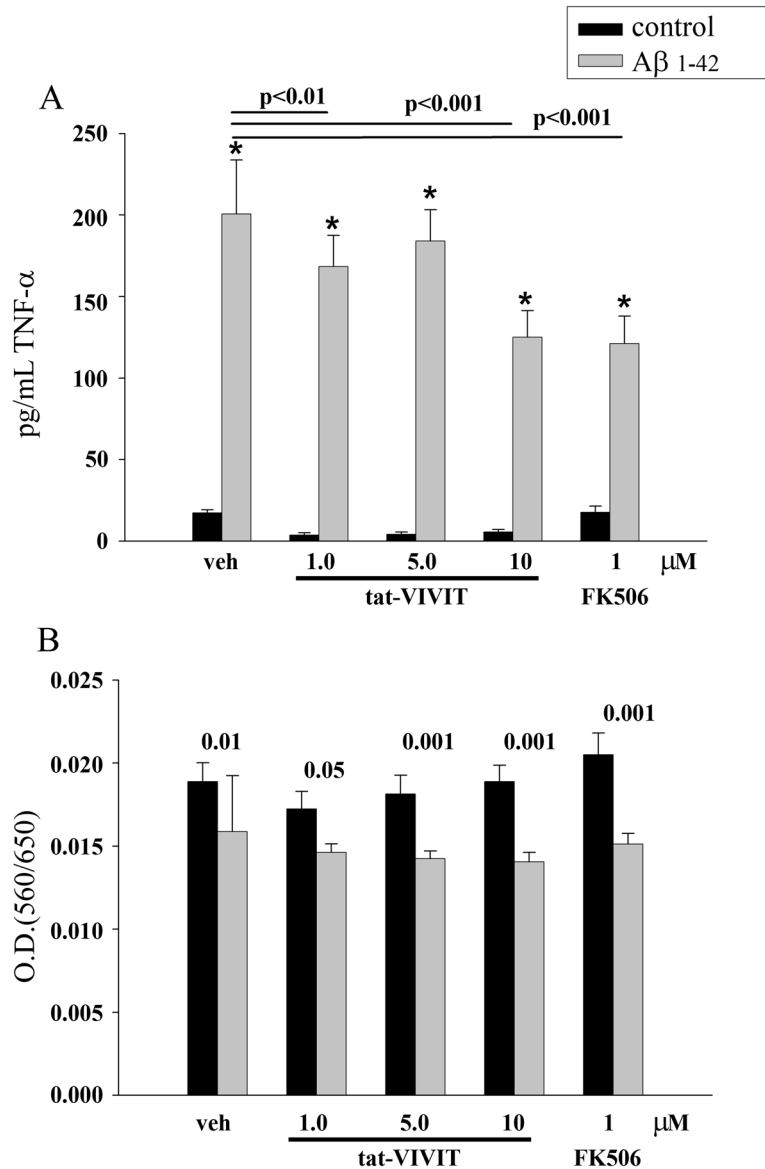 control
Aβ 1-42
A
p<0.01
p<0.001
p<0.001
250
200
150
100
50
0
pg/mL TNF-α
* * * * *
veh 1.0 5.0 10 1 μM
tat-VIVIT FK506
B
0.025
0.020
0.015
0.010
0.005
0.000
O.D.(560/650)
0.01 0.05 0.001 0.001 0.001
veh 1.0 5.0 10 1 μM
tat-VIVIT FK506